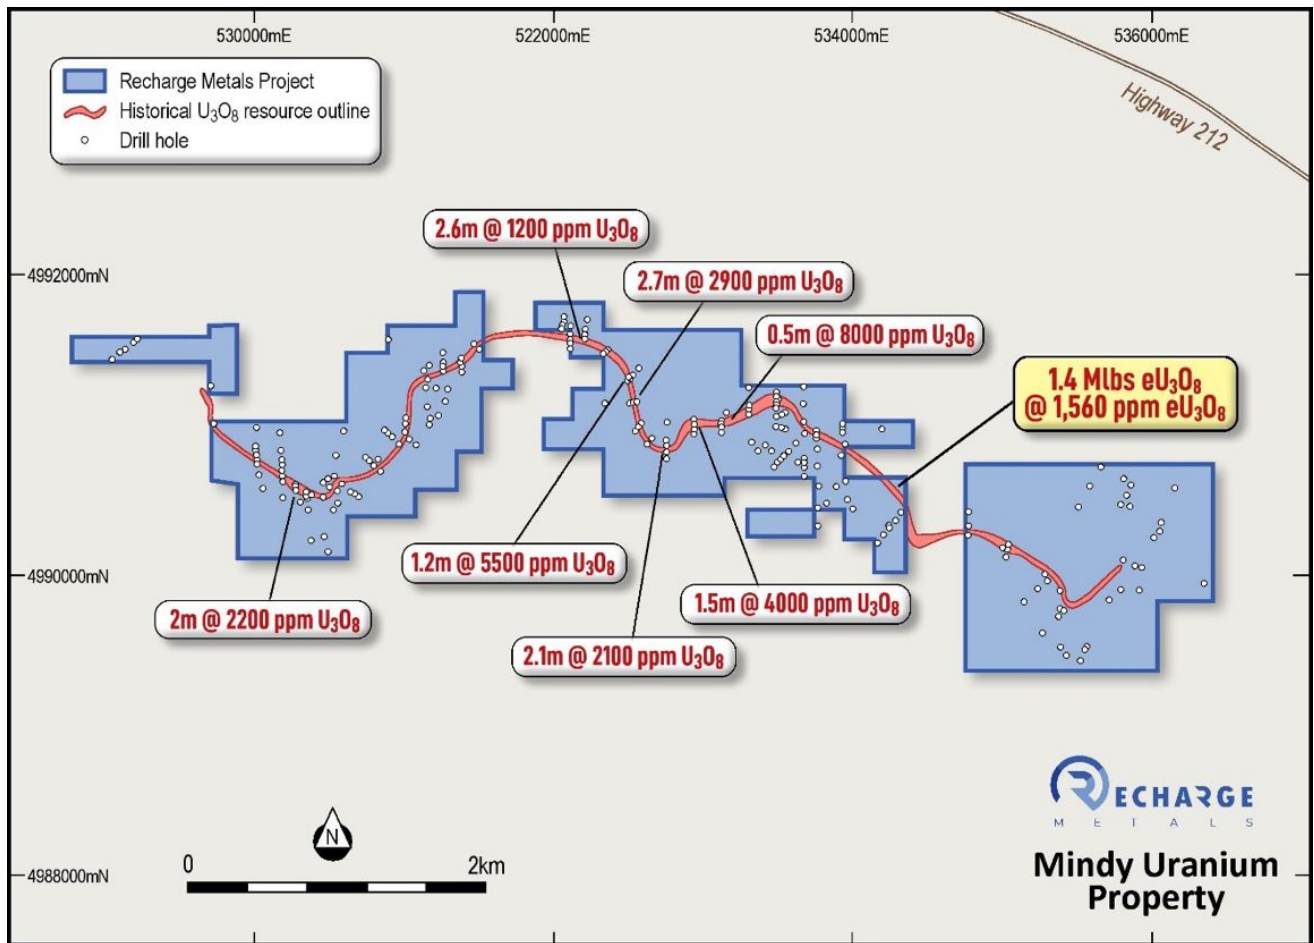 530000mE
522000mE
534000mE
536000mE
Recharge Metals Project
Historical U₃O₈ resource outline
Drill hole
Highway 212
2.6m @ 1200 ppm U₃O₈
4992000mN
2.7m @ 2900 ppm U₃O₈
0.5m @ 8000 ppm U₃O₈
1.4 Mlbs eU₃O₈
@ 1,560 ppm eU₃O₈
1.2m @ 5500 ppm U₃O₈
4990000mN
1.5m @ 4000 ppm U₃O₈
2m @ 2200 ppm U₃O₈
2.1m @ 2100 ppm U₃O₈
RECHARGE
METALS
N
0
2km
Mindy Uranium
Property
4988000mN